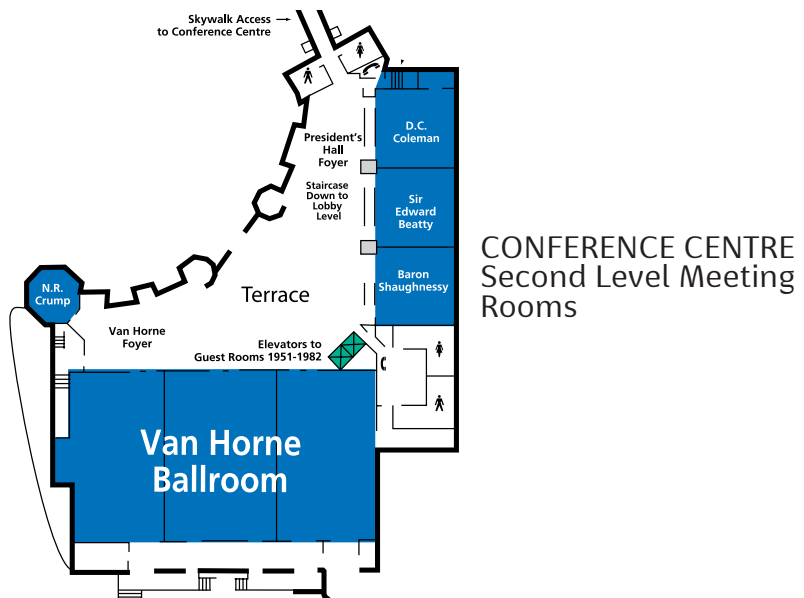 Skywalk Access
to Conference Centre
D.C.
Coleman
President's
Hall
Foyer
Staircase
Down to
Lobby
Level
Sir
Edward
Beatty
CONFERENCE CENTRE
Second Level Meeting
Rooms
Baron
Shaughnessy
N.R.
Crump
Terrace
Van Horne
Foyer
Elevators to
Guest Rooms 1951-1982
Van Horne
Ballroom